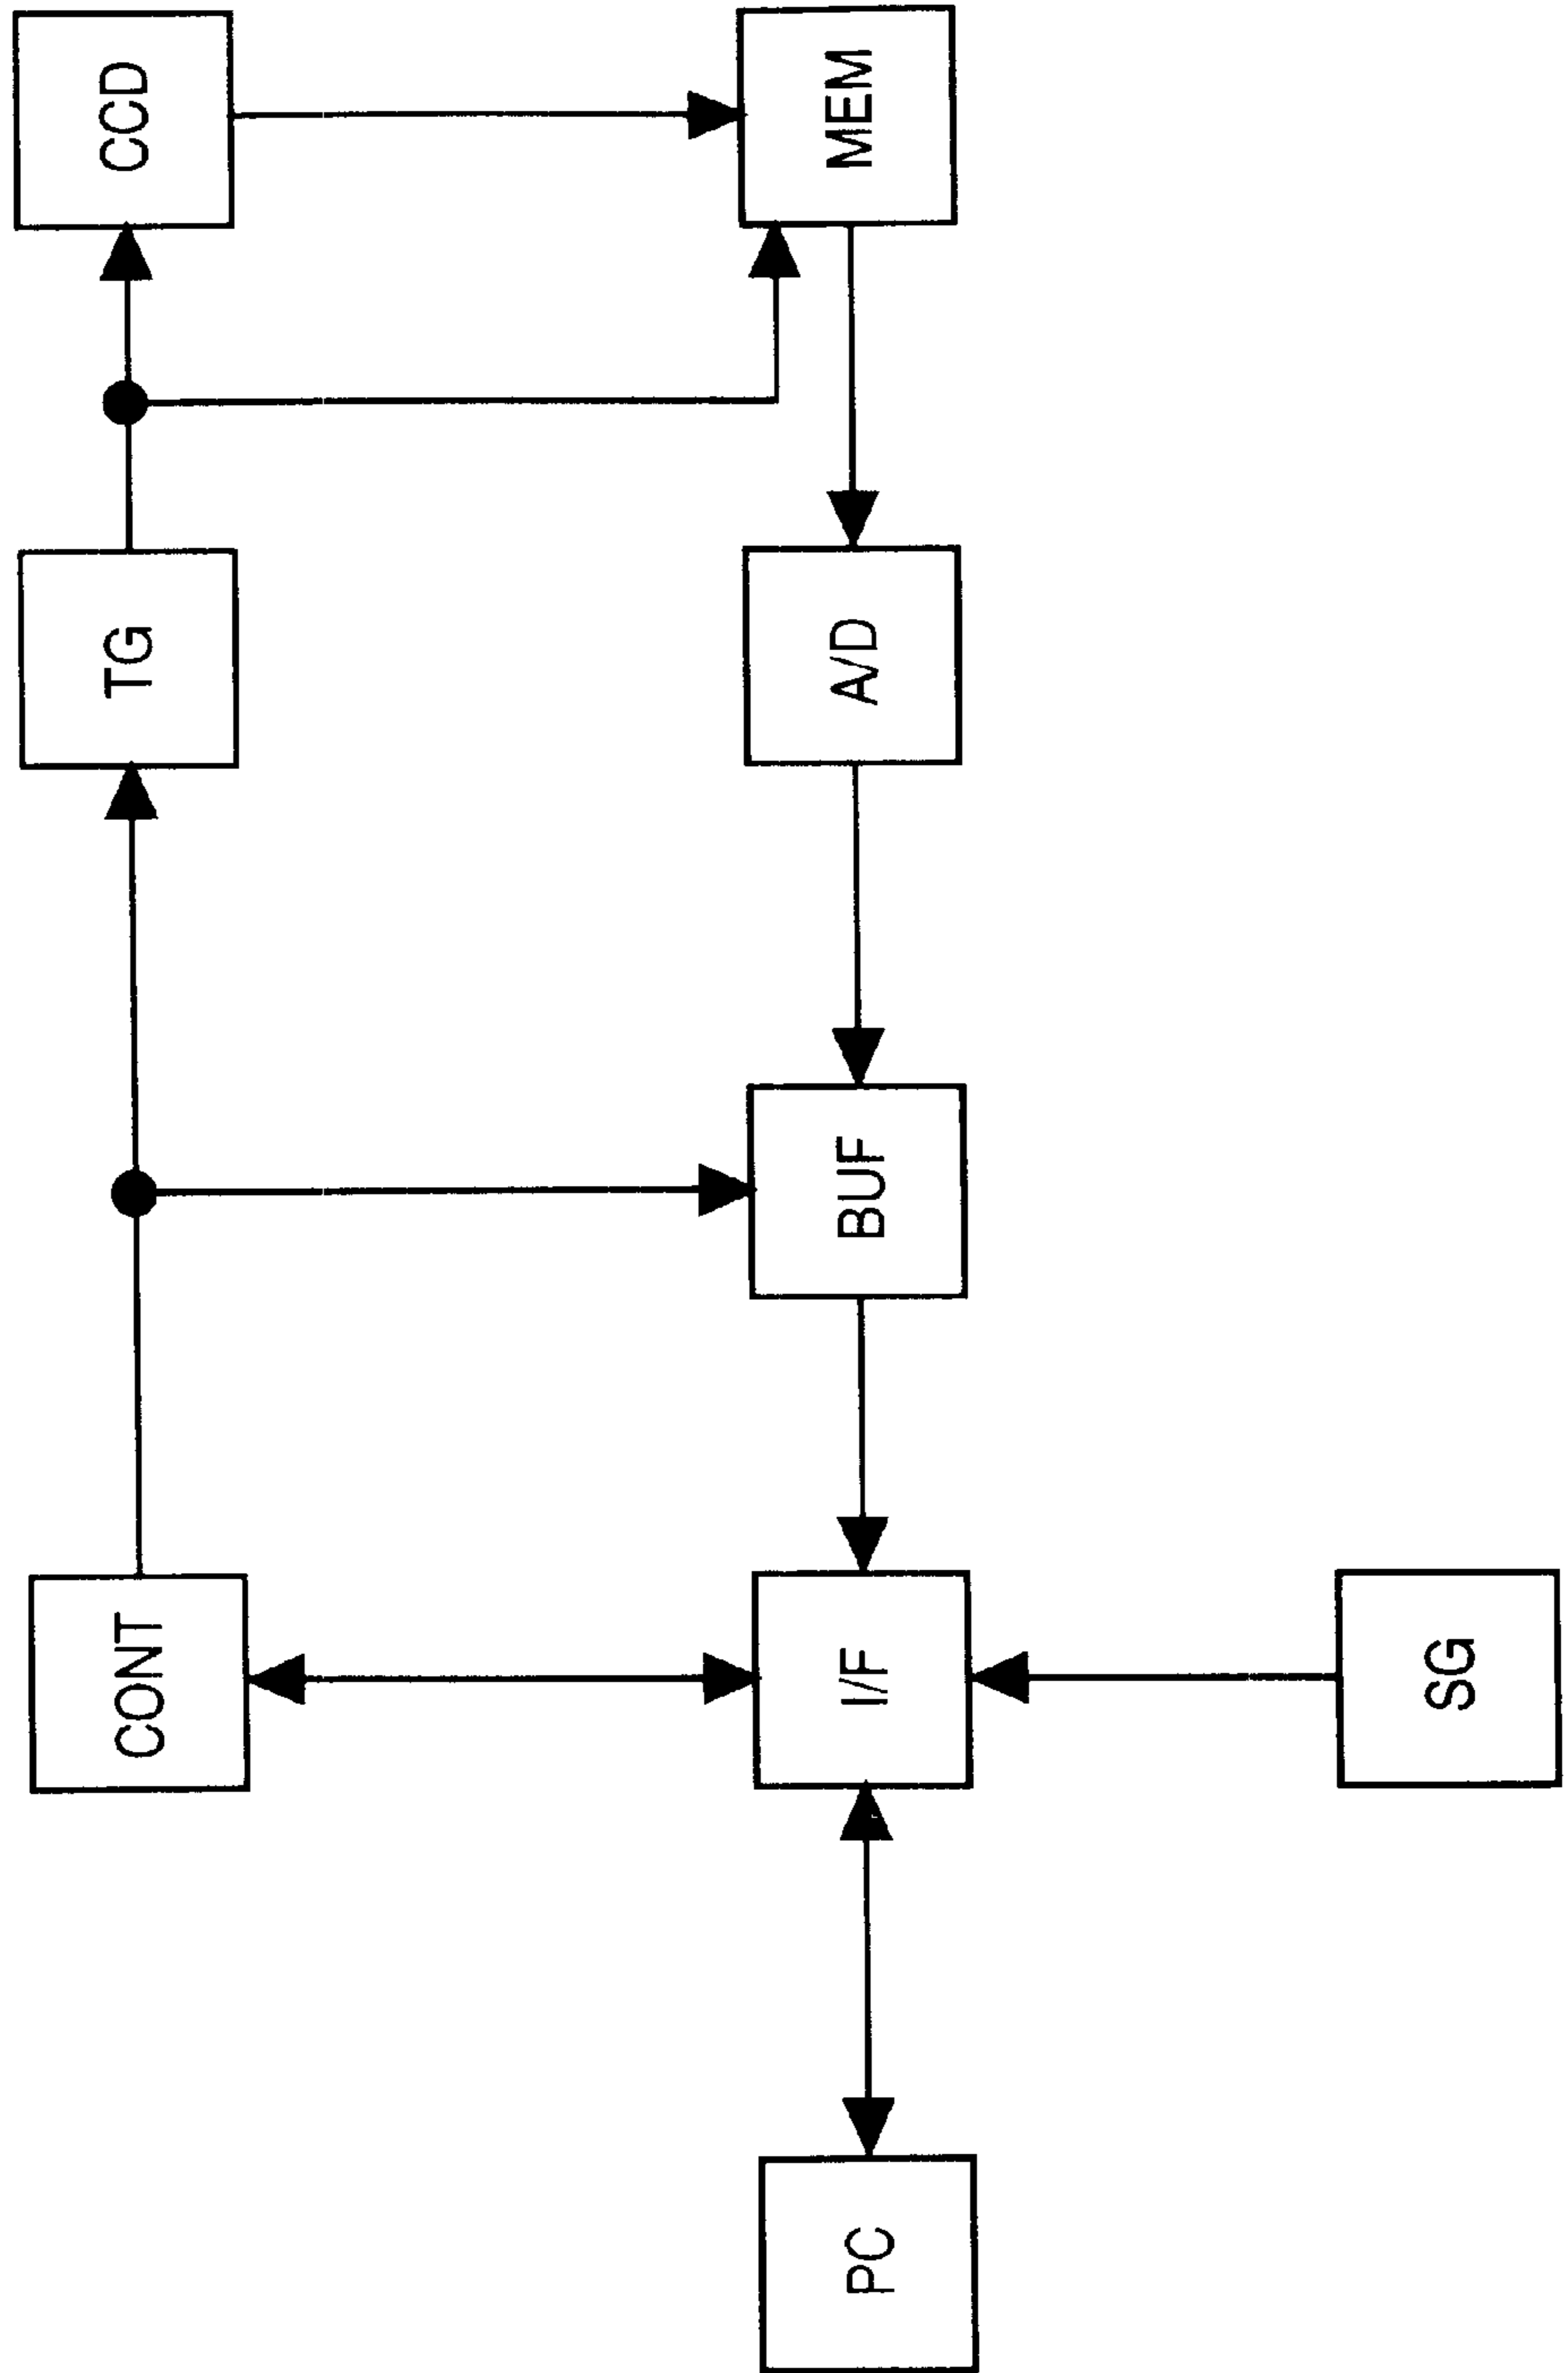 CONT
TG
CCD
PC
I/F
BUF
A/D
MEM
SG